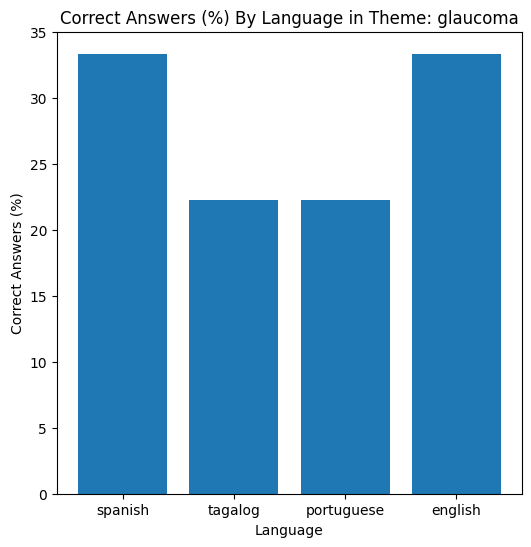 Correct Answers (%) By Language in Theme: glaucoma
35
30
25
20
15
10
5
0
Correct Answers (%)
spanish tagalog portuguese english
Language